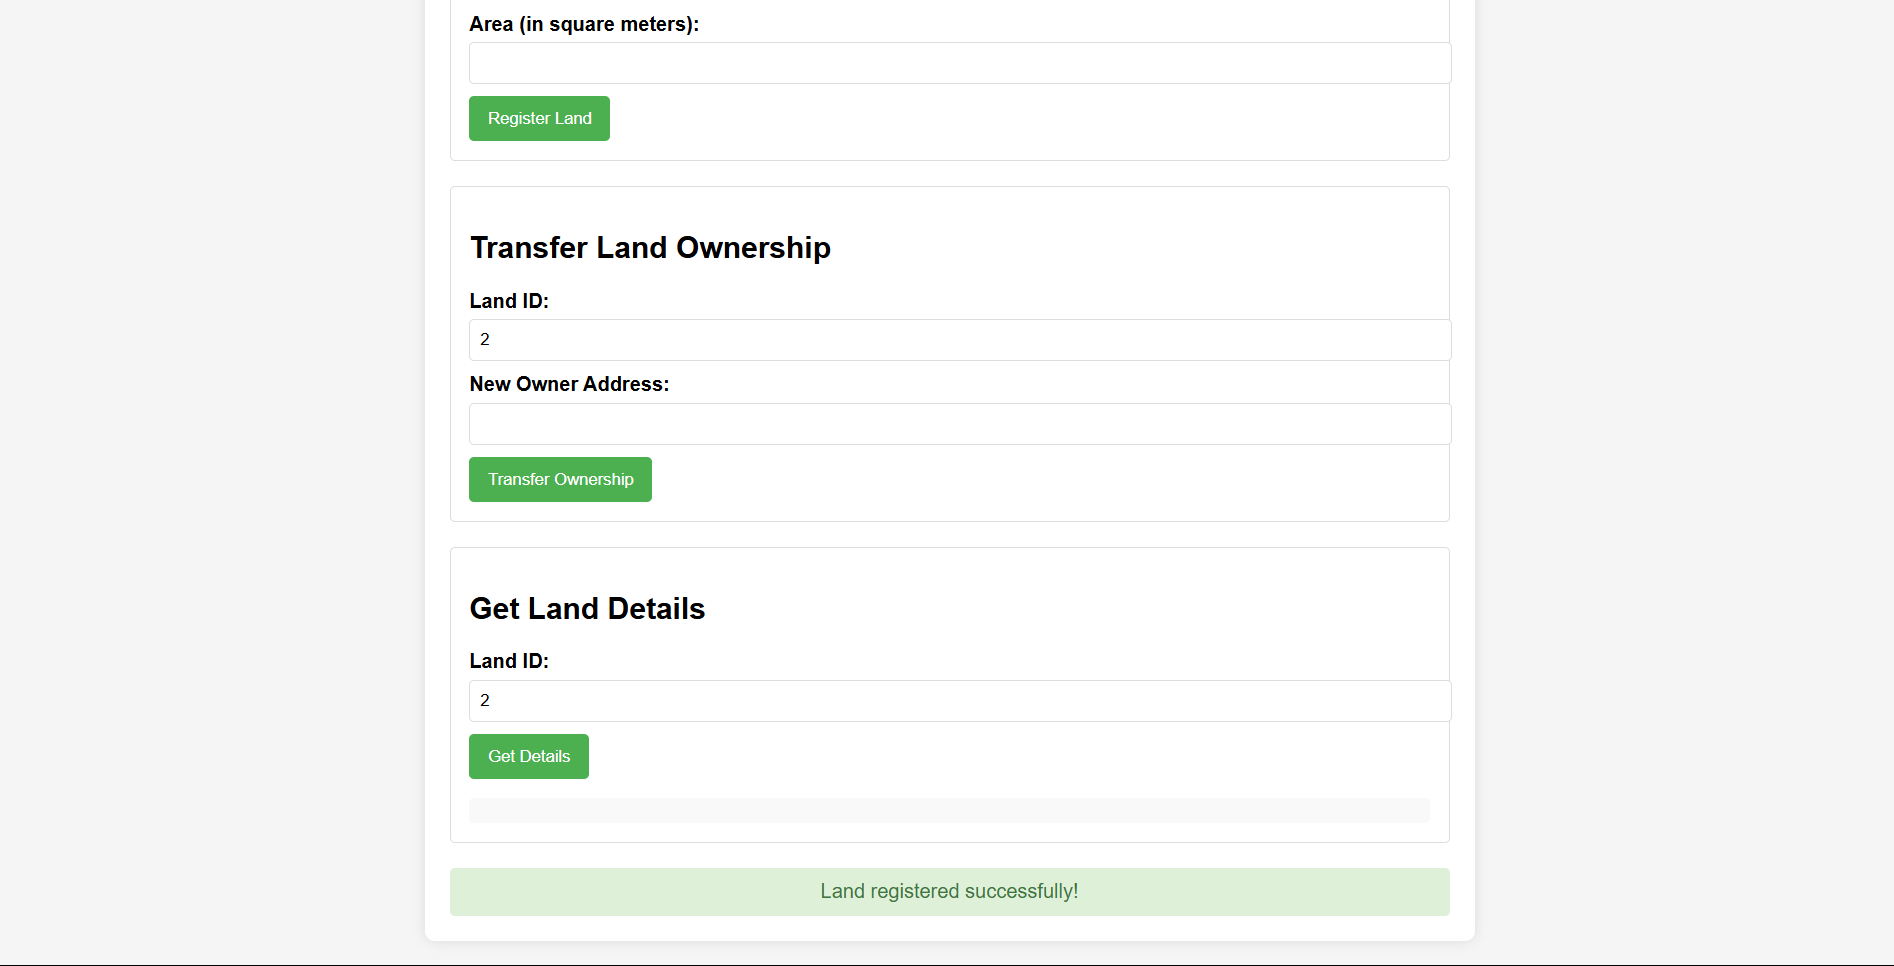 Area (in square meters):
Register Land
Transfer Land Ownership
Land ID:
2
New Owner Address:
Transfer Ownership
Get Land Details
Land ID:
2
Get Details
Land registered successfully!